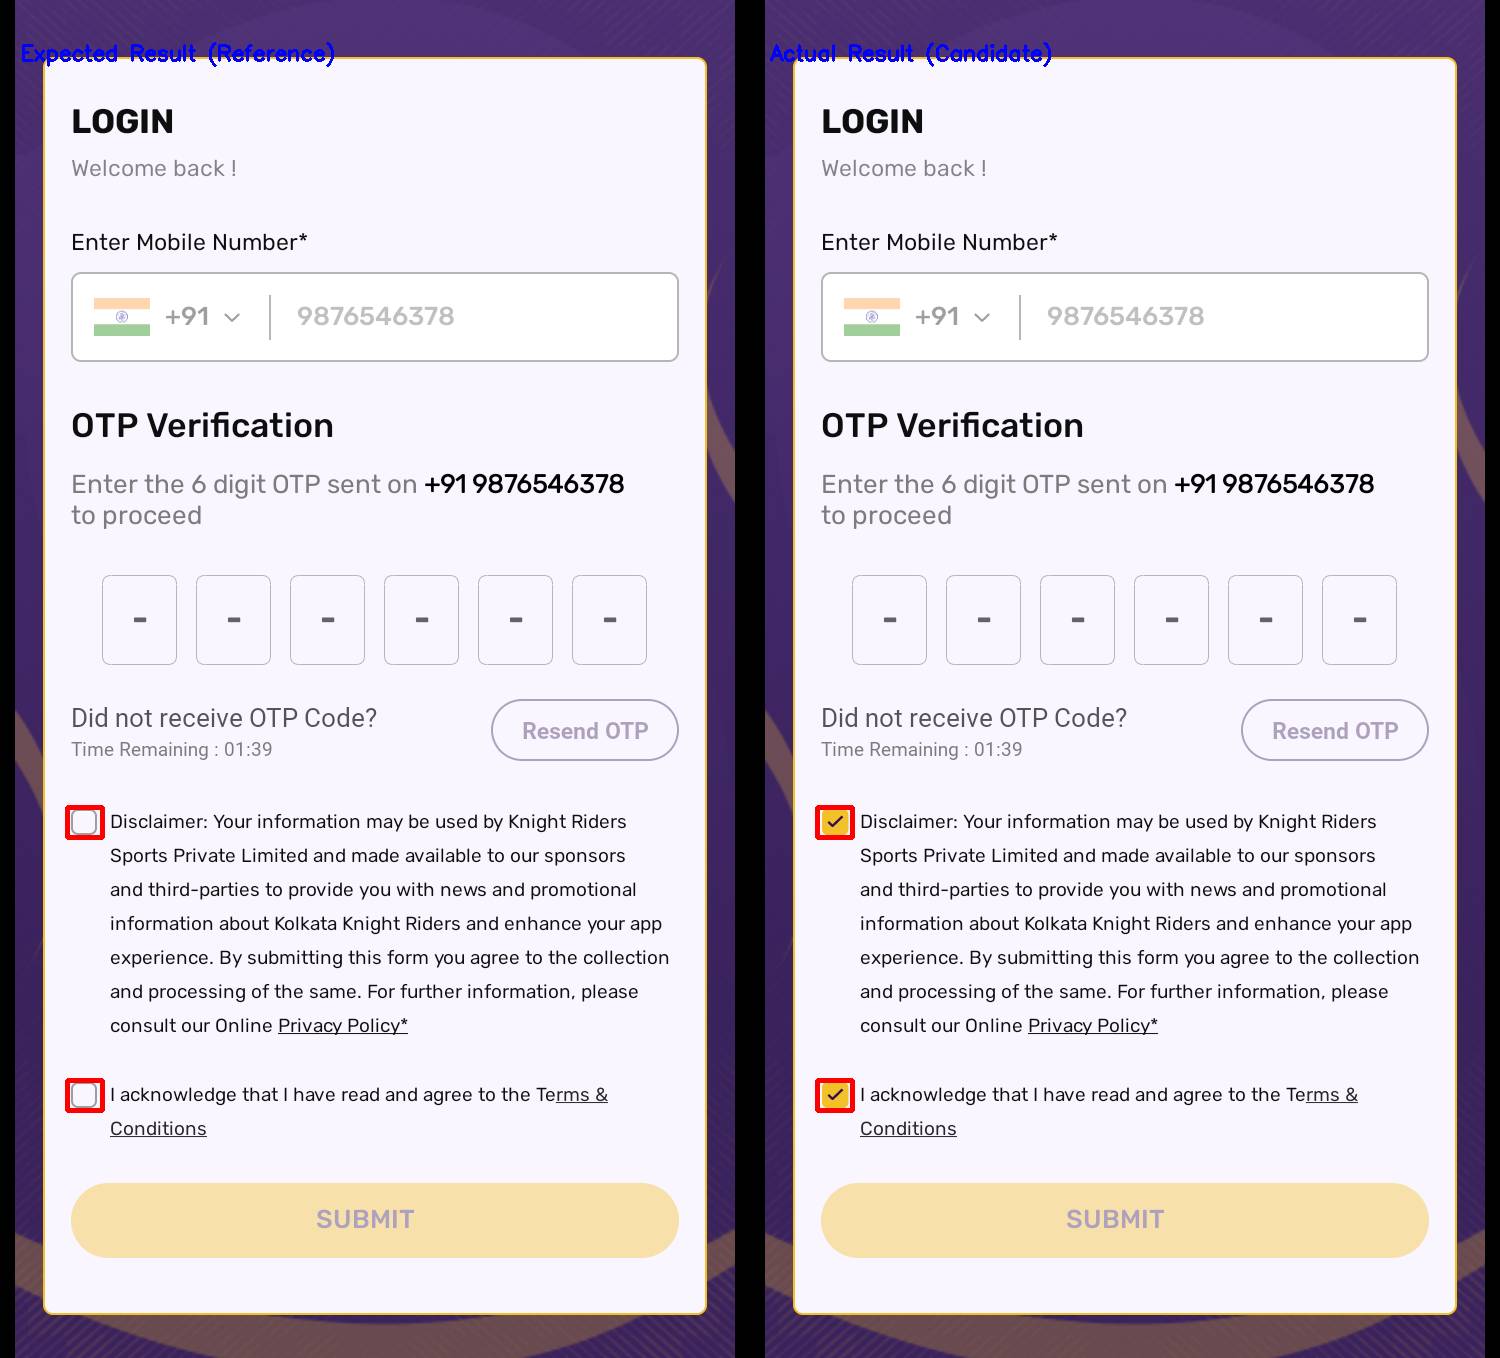 Expected Result (Reference)
LOGIN
Welcome back !
Enter Mobile Number*
+91 9876546378
OTP Verification
Enter the 6 digit OTP sent on +91 9876546378
to proceed
- - - - - -
Did not receive OTP Code?
Time Remaining : 01:39
Resend OTP
Disclaimer: Your information may be used by Knight Riders
Sports Private Limited and made available to our sponsors
and third-parties to provide you with news and promotional
information about Kolkata Knight Riders and enhance your app
experience. By submitting this form you agree to the collection
and processing of the same. For further information, please
consult our Online Privacy Policy*
I acknowledge that I have read and agree to the Terms &
Conditions
SUBMIT
Actual Result (Candidate)
LOGIN
Welcome back !
Enter Mobile Number*
+91 9876546378
OTP Verification
Enter the 6 digit OTP sent on +91 9876546378
to proceed
- - - - - -
Did not receive OTP Code?
Time Remaining : 01:39
Resend OTP
Disclaimer: Your information may be used by Knight Riders
Sports Private Limited and made available to our sponsors
and third-parties to provide you with news and promotional
information about Kolkata Knight Riders and enhance your app
experience. By submitting this form you agree to the collection
and processing of the same. For further information, please
consult our Online Privacy Policy*
I acknowledge that I have read and agree to the Terms &
Conditions
SUBMIT